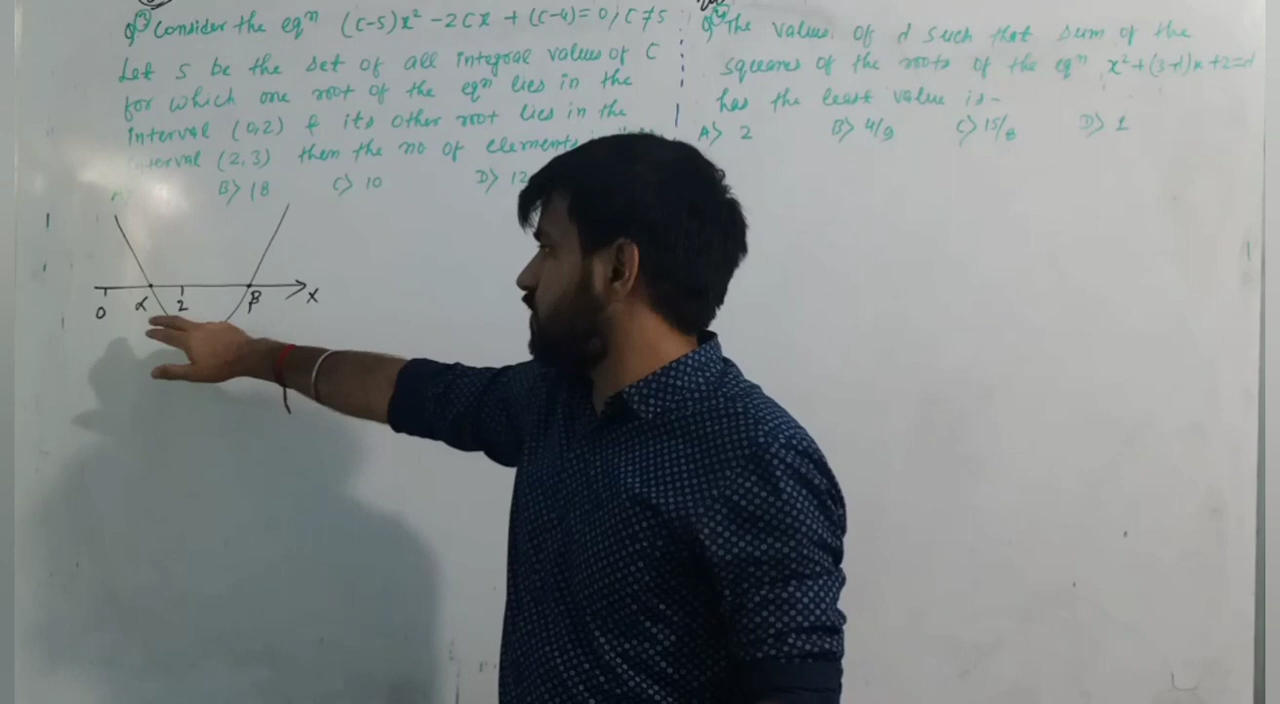 Q③ Consider the eqⁿ (c-5)x² -2cx + (c-4)=0, c≠5
Let S be the set of all integral values of C
for which one root of the eqⁿ lies in the
interval (0,2) & its other root lies in the
interval (2,3) then the no of elements
B> 18 C> 10 D> 12
0 α 2 β X
The values of d such that sum of the
squares of the roots of the eqⁿ x²+(3-d)x+2=d
has the least value is-
A> 2 B> 4/9 C> 15/8 D> 1